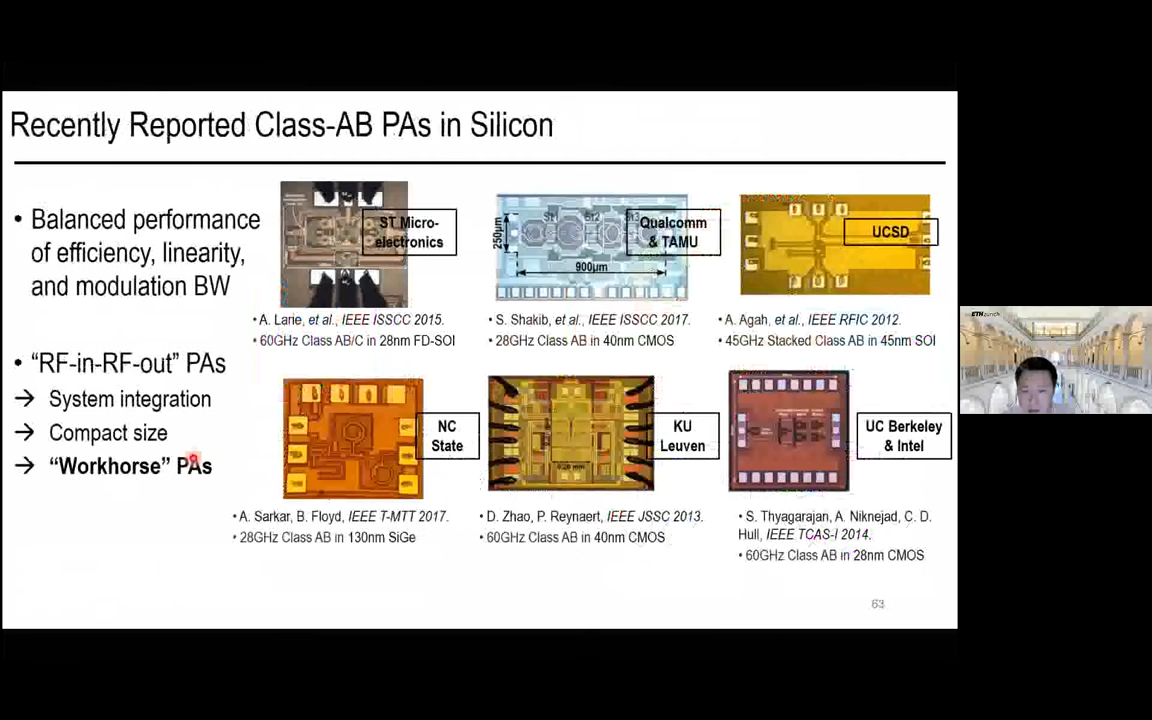 Recently Reported Class-AB PAs in Silicon
• Balanced performance
of efficiency, linearity,
and modulation BW
• “RF-in-RF-out” PAs
→ System integration
→ Compact size
→ “Workhorse” PAs
ST Micro-
electronics
• A. Larie, et al., IEEE ISSCC 2015.
• 60GHz Class AB/C in 28nm FD-SOI
250µm
900µm
Qualcomm
& TAMU
• S. Shakib, et al., IEEE ISSCC 2017.
• 28GHz Class AB in 40nm CMOS
UCSD
• A. Agah, et al., IEEE RFIC 2012.
• 45GHz Stacked Class AB in 45nm SOI
NC
State
• A. Sarkar, B. Floyd, IEEE T-MTT 2017.
• 28GHz Class AB in 130nm SiGe
KU
Leuven
• D. Zhao, P. Reynaert, IEEE JSSC 2013.
• 60GHz Class AB in 40nm CMOS
UC Berkeley
& Intel
• S. Thyagarajan, A. Niknejad, C. D.
Hull, IEEE TCAS-I 2014.
• 60GHz Class AB in 28nm CMOS
63
ETH zürich